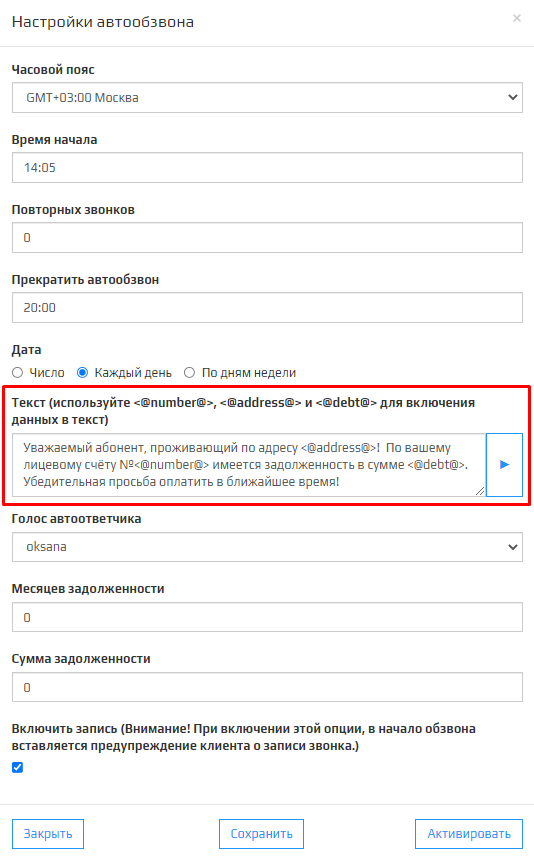 Настройки автообзвона
×
Часовой пояс
GMT+03:00 Москва
Время начала
14:05
Повторных звонков
0
Прекратить автообзвон
20:00
Дата
Число Каждый день По дням недели
Текст (используйте <@number@>, <@address@> и <@debt@> для включения
данных в текст)
Уважаемый абонент, проживающий по адресу <@address@>! По вашему
лицевому счёту №<@number@> имеется задолженность в сумме <@debt@>.
Убедительная просьба оплатить в ближайшее время!
Голос автоответчика
oksana
Месяцев задолженности
0
Сумма задолженности
0
Включить запись (Внимание! При включении этой опции, в начало обзвона
вставляется предупреждение клиента о записи звонка.)
Закрыть Сохранить Активировать